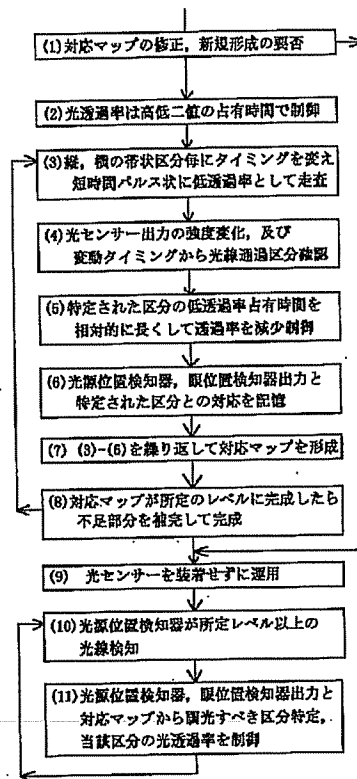 (1)対応マップの修正，新規形成の要否
(2)光透過率は高低二値の占有時間で制御
(3)縦，横の帯状区分毎にタイミングを変え
短時間パルス状に低透過率として走査
(4)光センサー出力の強度変化，及び
変動タイミングから光線通過区分確認
(5)特定された区分の低透過率占有時間を
相対的に長くして透過率を減少制御
(6)光源位置検知器，眼位置検知器出力と
特定された区分との対応を記憶
(7) (3)-(6)を繰り返して対応マップを形成
(8)対応マップが所定のレベルに完成したら
不足部分を補完して完成
(9) 光センサーを装着せずに運用
(10)光源位置検知器が所定レベル以上の
光線検知
(11)光源位置検知器，眼位置検知器出力と
対応マップから調光すべき区分特定，
当該区分の光透過率を制御